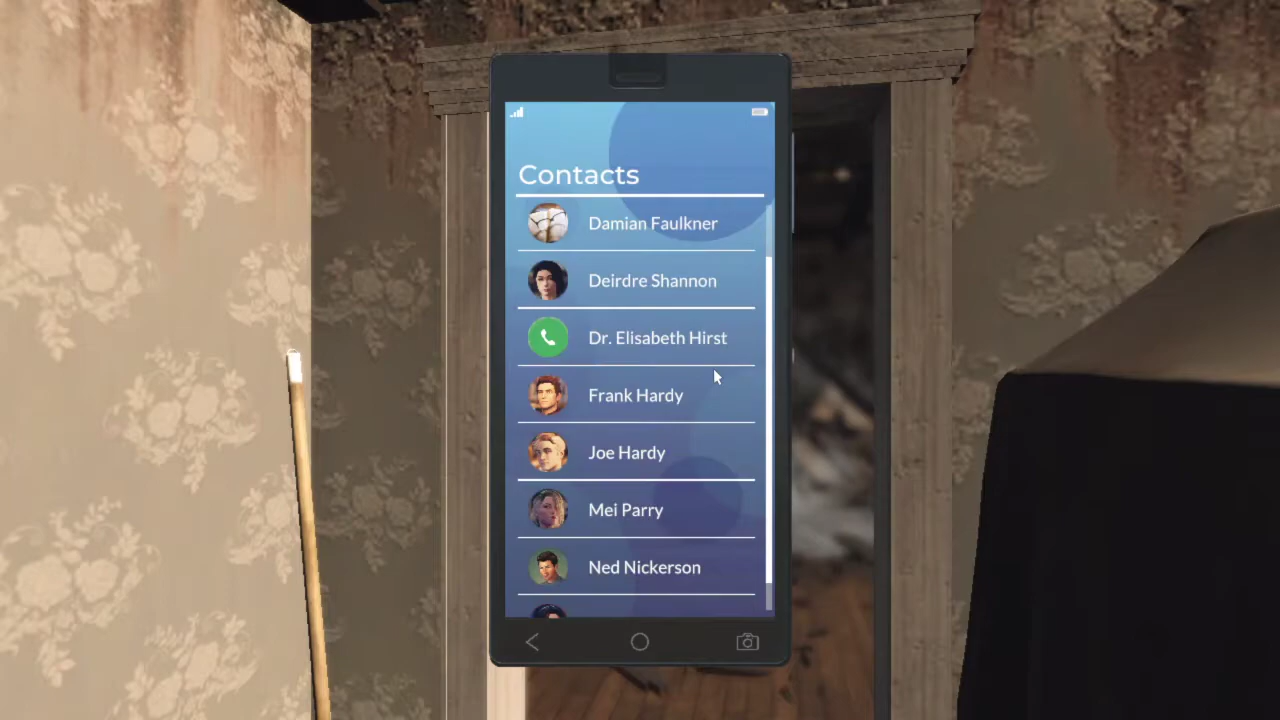 Contacts
Damian Faulkner
Deirdre Shannon
Dr. Elisabeth Hirst
Frank Hardy
Joe Hardy
Mei Parry
Ned Nickerson